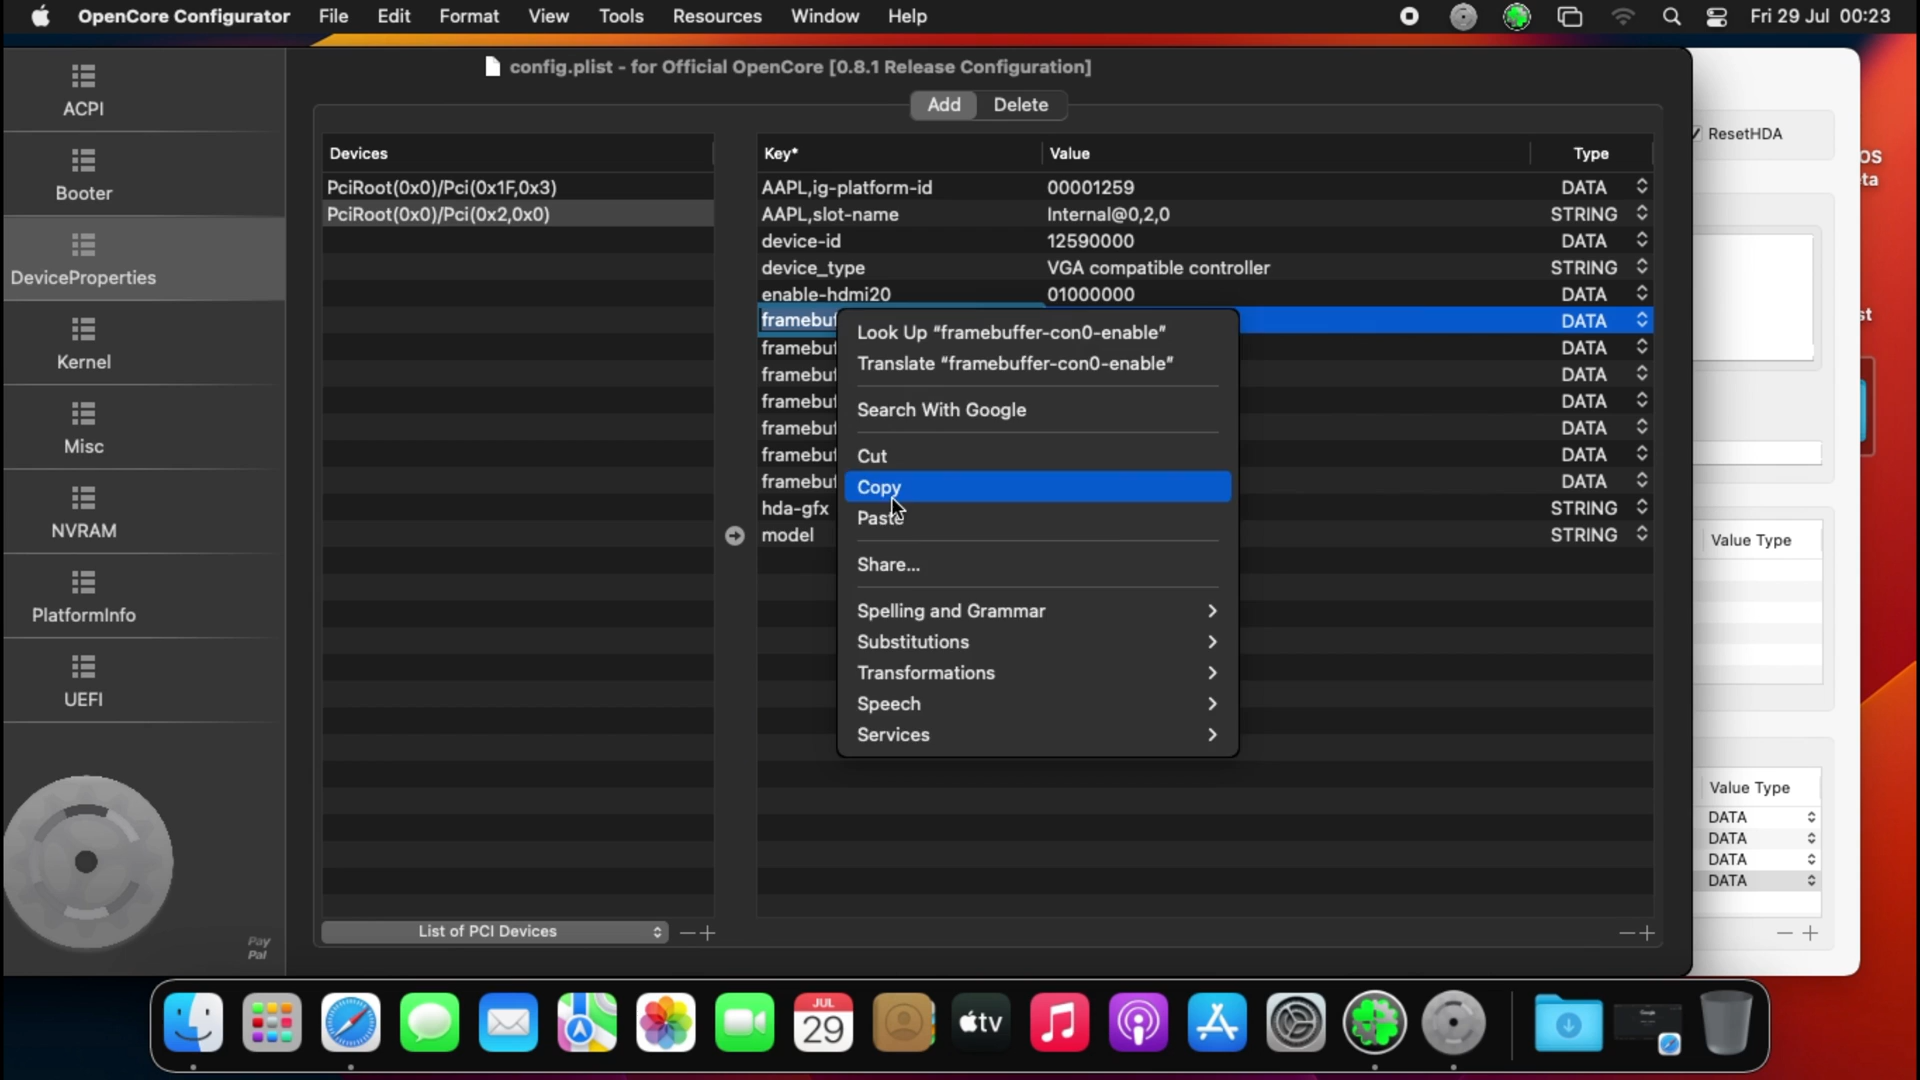 OpenCore Configurator File Edit Format View Tools Resources Window Help Fri 29 Jul 00:23
config.plist - for Official OpenCore [0.8.1 Release Configuration]
Add Delete
ACPI
Booter
DeviceProperties
Kernel
Misc
NVRAM
PlatformInfo
UEFI
Pay
Pal
Devices
PciRoot(0x0)/Pci(0x1F,0x3)
PciRoot(0x0)/Pci(0x2,0x0)
List of PCI Devices
Key* Value Type
AAPL,ig-platform-id 00001259 DATA
AAPL,slot-name Internal@0,2,0 STRING
device-id 12590000 DATA
device_type VGA compatible controller STRING
enable-hdmi20 01000000 DATA
framebuf DATA
framebuf DATA
framebuf DATA
framebuf DATA
framebuf DATA
framebuf DATA
framebuf DATA
hda-gfx STRING
model STRING
Look Up “framebuffer-con0-enable”
Translate “framebuffer-con0-enable”
Search With Google
Cut
Copy
Paste
Share...
Spelling and Grammar
Substitutions
Transformations
Speech
Services
ResetHDA
OS
ta
st
Value Type
Value Type
DATA
DATA
DATA
DATA
JUL
29
tv